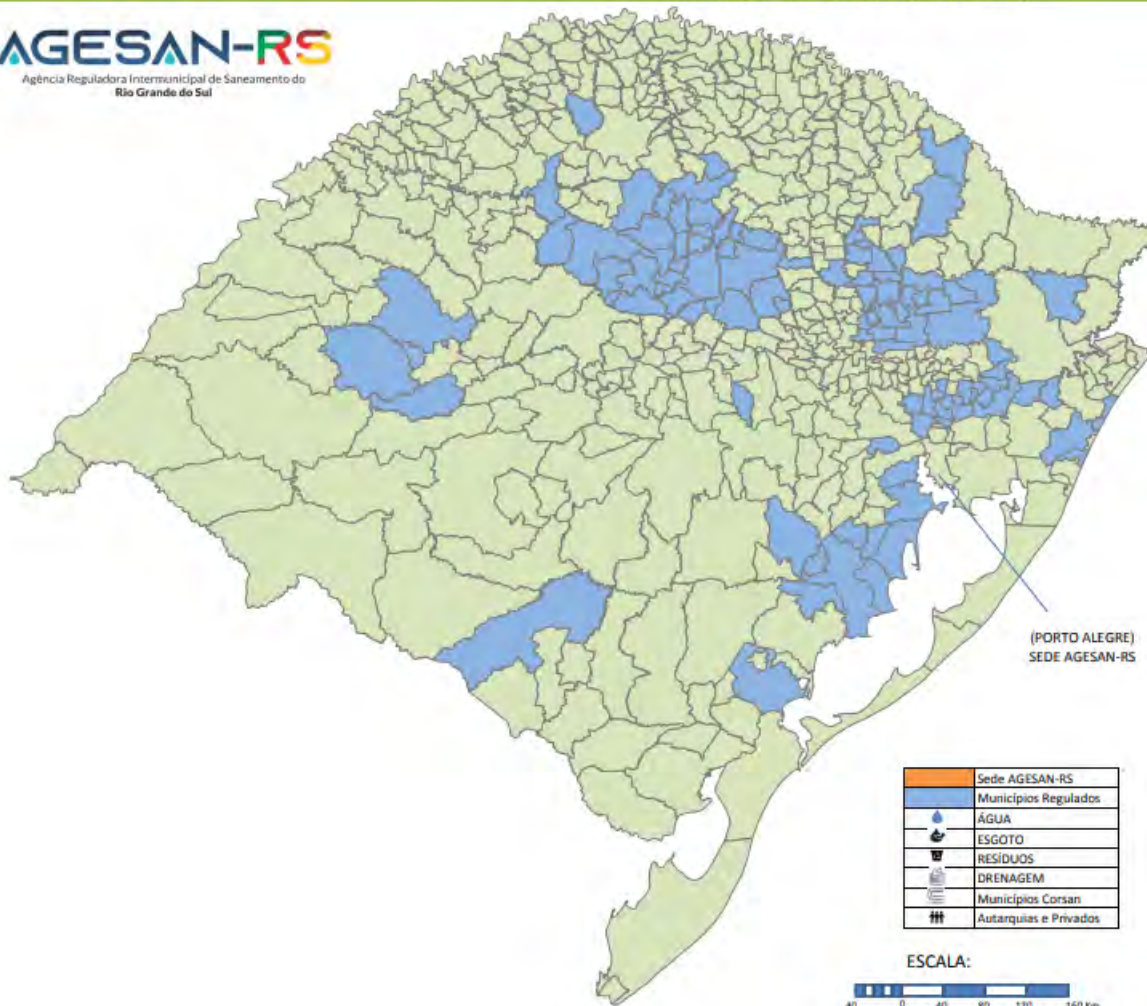 AGESAN-RS
Agência Reguladora Intermunicipal de Saneamento do
Rio Grande do Sul
(PORTO ALEGRE)
SEDE AGESAN-RS
Sede AGESAN-RS
Municípios Regulados
ÁGUA
ESGOTO
RESÍDUOS
DRENAGEM
Municípios Corsan
Autarquias e Privados
ESCALA:
40 0 40 80 120 160 Km